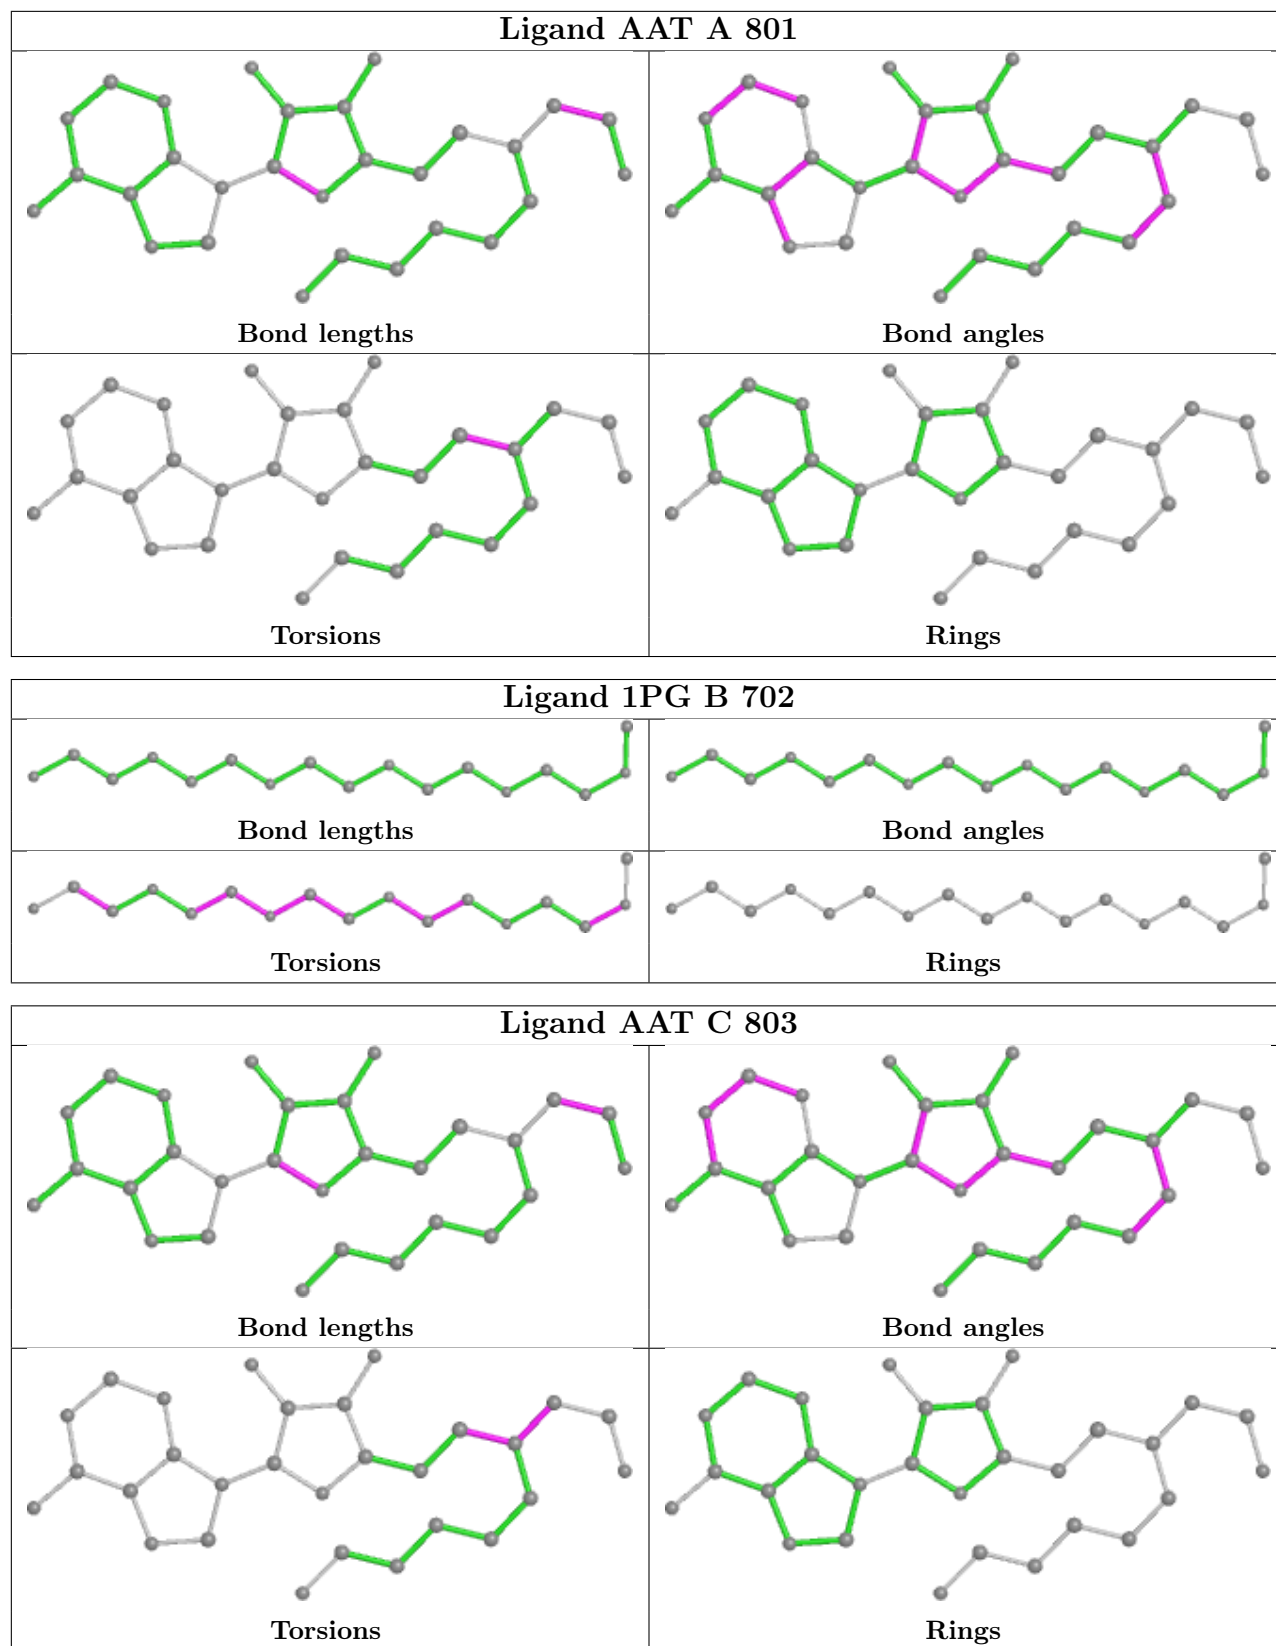 Ligand AAT A 801
Bond lengths
Bond angles
Torsions
Rings
Ligand 1PG B 702
Bond lengths
Bond angles
Torsions
Rings
Ligand AAT C 803
Bond lengths
Bond angles
Torsions
Rings